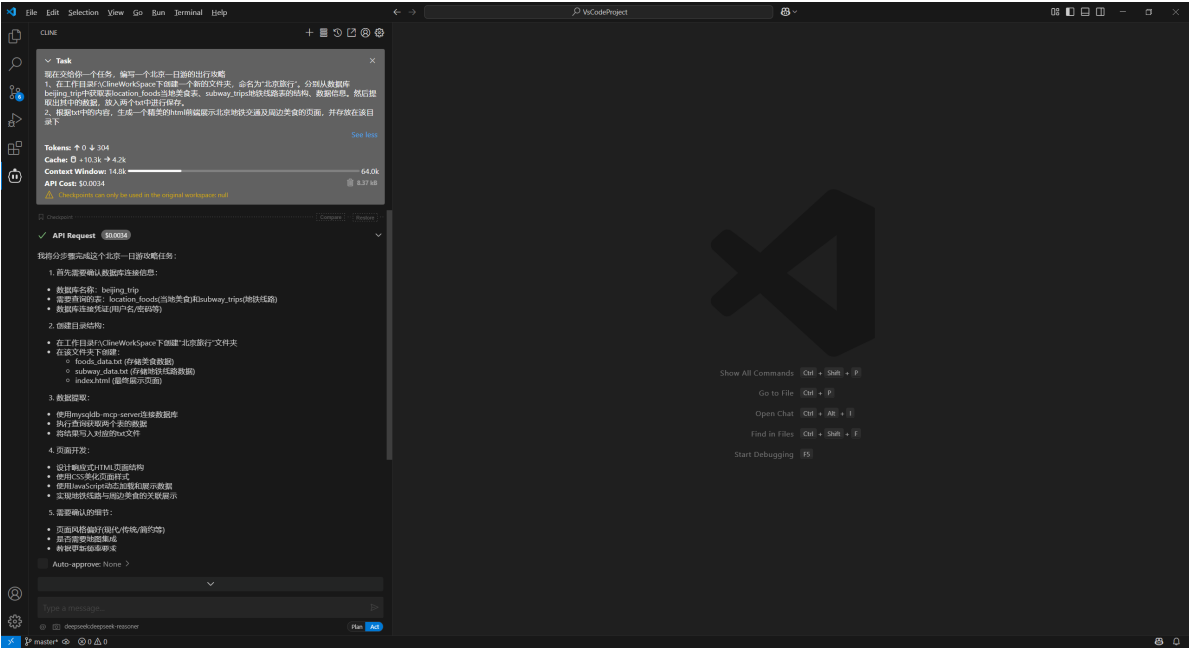 File Edit Selection View Go Run Terminal Help
VsCodeProject
CLINE
Task
现在交给你一个任务，编写一个北京一日游的出行攻略
1、在工作目录F:\ClineWorkSpace下创建一个新的文件夹，命名为“北京旅行”。分别从数据库
beijing_trip中获取表location_foods当地美食表、subway_trips地铁线路表的结构、数据信息。然后提
取出其中的数据，放入两个txt中进行保存。
2、根据txt中的内容，生成一个精美的html前端展示北京地铁交通及周边美食的页面，并存放在该目
录下
See less
Tokens: ↑ 0 ↓ 304
Cache: +10.3k → 4.2k
Context Window: 14.8k 64.0k
API Cost: $0.0034 8.37 kB
Checkpoints can only be used in the original workspace: null
Checkpoint Compare Restore
API Request $0.0034
我将分步骤完成这个北京一日游攻略任务：
1. 首先需要确认数据库连接信息：
• 数据库名称：beijing_trip
• 需要查询的表：location_foods(当地美食)和subway_trips(地铁线路)
• 数据库连接凭证(用户名/密码等)
2. 创建目录结构：
• 在工作目录F:\ClineWorkSpace下创建"北京旅行"文件夹
• 在该文件夹下创建：
○ foods_data.txt (存储美食数据)
○ subway_data.txt (存储地铁线路数据)
○ index.html (最终展示页面)
3. 数据提取：
• 使用mysqldb-mcp-server连接数据库
• 执行查询获取两个表的数据
• 将结果写入对应的txt文件
4. 页面开发：
• 设计响应式HTML页面结构
• 使用CSS美化页面样式
• 使用JavaScript动态加载和展示数据
• 实现地铁线路与周边美食的关联展示
5. 需要确认的细节：
• 页面风格偏好(现代/传统/简约等)
• 是否需要地图集成
• 数据更新频率要求
Auto-approve: None
Type a message...
deepseek:deepseek-reasoner Plan Act
Show All Commands Ctrl + Shift + P
Go to File Ctrl + P
Open Chat Ctrl + Alt + I
Find in Files Ctrl + Shift + F
Start Debugging F5
master* 0 0